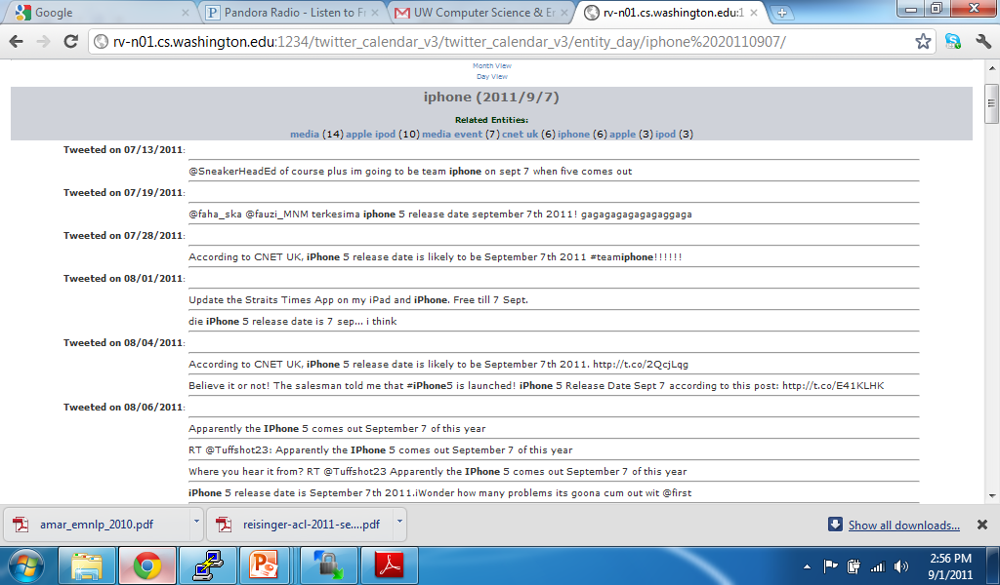 Google
Pandora Radio - Listen to Fr
UW Computer Science & En
rv-n01.cs.washington.edu:1
rv-n01.cs.washington.edu:1234/twitter_calendar_v3/twitter_calendar_v3/entity_day/iphone%2020110907/
Month View
Day View
iphone (2011/9/7)
Related Entities:
media (14) apple ipod (10) media event (7) cnet uk (6) iphone (6) apple (3) ipod (3)
Tweeted on 07/13/2011:
@SneakerHeadEd of course plus im going to be team iphone on sept 7 when five comes out
Tweeted on 07/19/2011:
@faha_ska @fauzi_MNM terkesima iphone 5 release date september 7th 2011! gagagagagagagaggaga
Tweeted on 07/28/2011:
According to CNET UK, iPhone 5 release date is likely to be September 7th 2011 #teamiphone!!!!!!
Tweeted on 08/01/2011:
Update the Straits Times App on my iPad and iPhone. Free till 7 Sept.
die iPhone 5 release date is 7 sep... i think
Tweeted on 08/04/2011:
According to CNET UK, iPhone 5 release date is likely to be September 7th 2011. http://t.co/2QcjLqg
Believe it or not! The salesman told me that #iPhone5 is launched! iPhone 5 Release Date Sept 7 according to this post: http://t.co/E41KLHK
Tweeted on 08/06/2011:
Apparently the IPhone 5 comes out September 7 of this year
RT @Tuffshot23: Apparently the IPhone 5 comes out September 7 of this year
Where you hear it from? RT @Tuffshot23 Apparently the IPhone 5 comes out September 7 of this year
iPhone 5 release date is September 7th 2011.iWonder how many problems its goona cum out wit @first
amar_emnlp_2010.pdf
reisinger-acl-2011-se....pdf
Show all downloads...
2:56 PM
9/1/2011